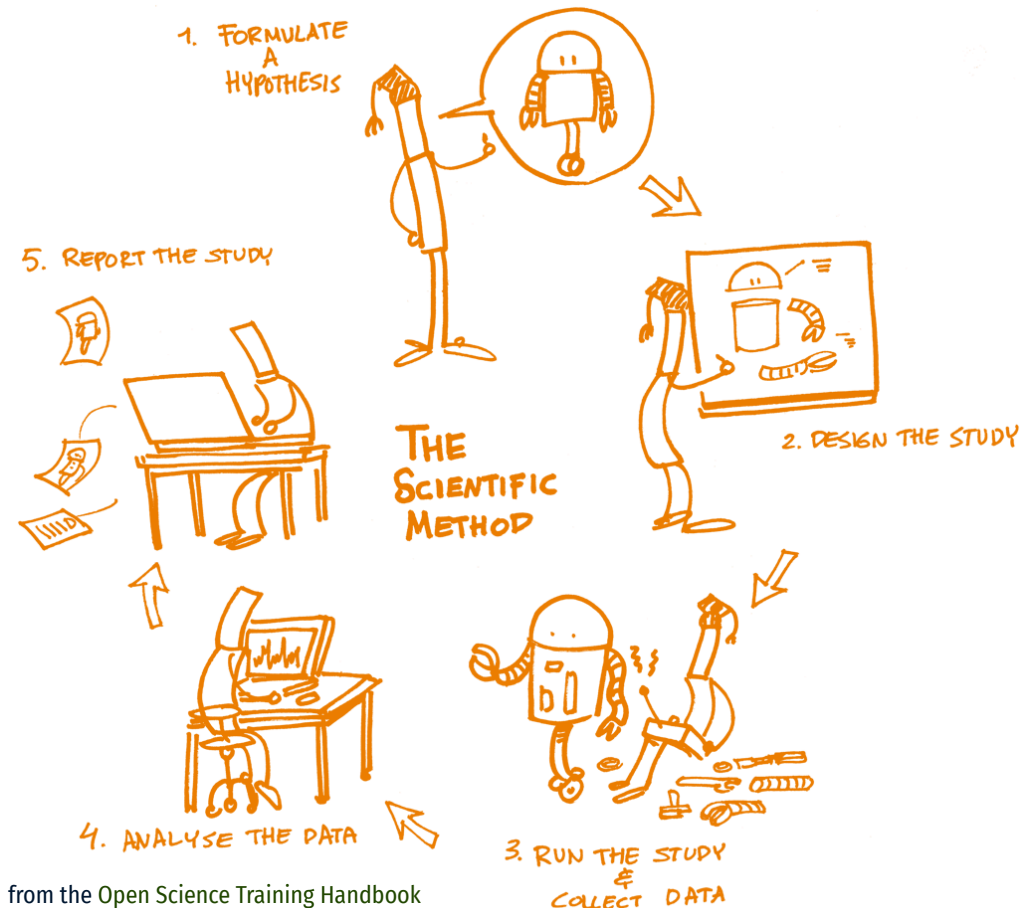 1. FORMULATE
A
HYPOTHESIS
2. DESIGN THE STUDY
3. RUN THE STUDY
&
COLLECT DATA
4. ANALYSE THE DATA
5. REPORT THE STUDY
THE
SCIENTIFIC
METHOD
from the Open Science Training Handbook